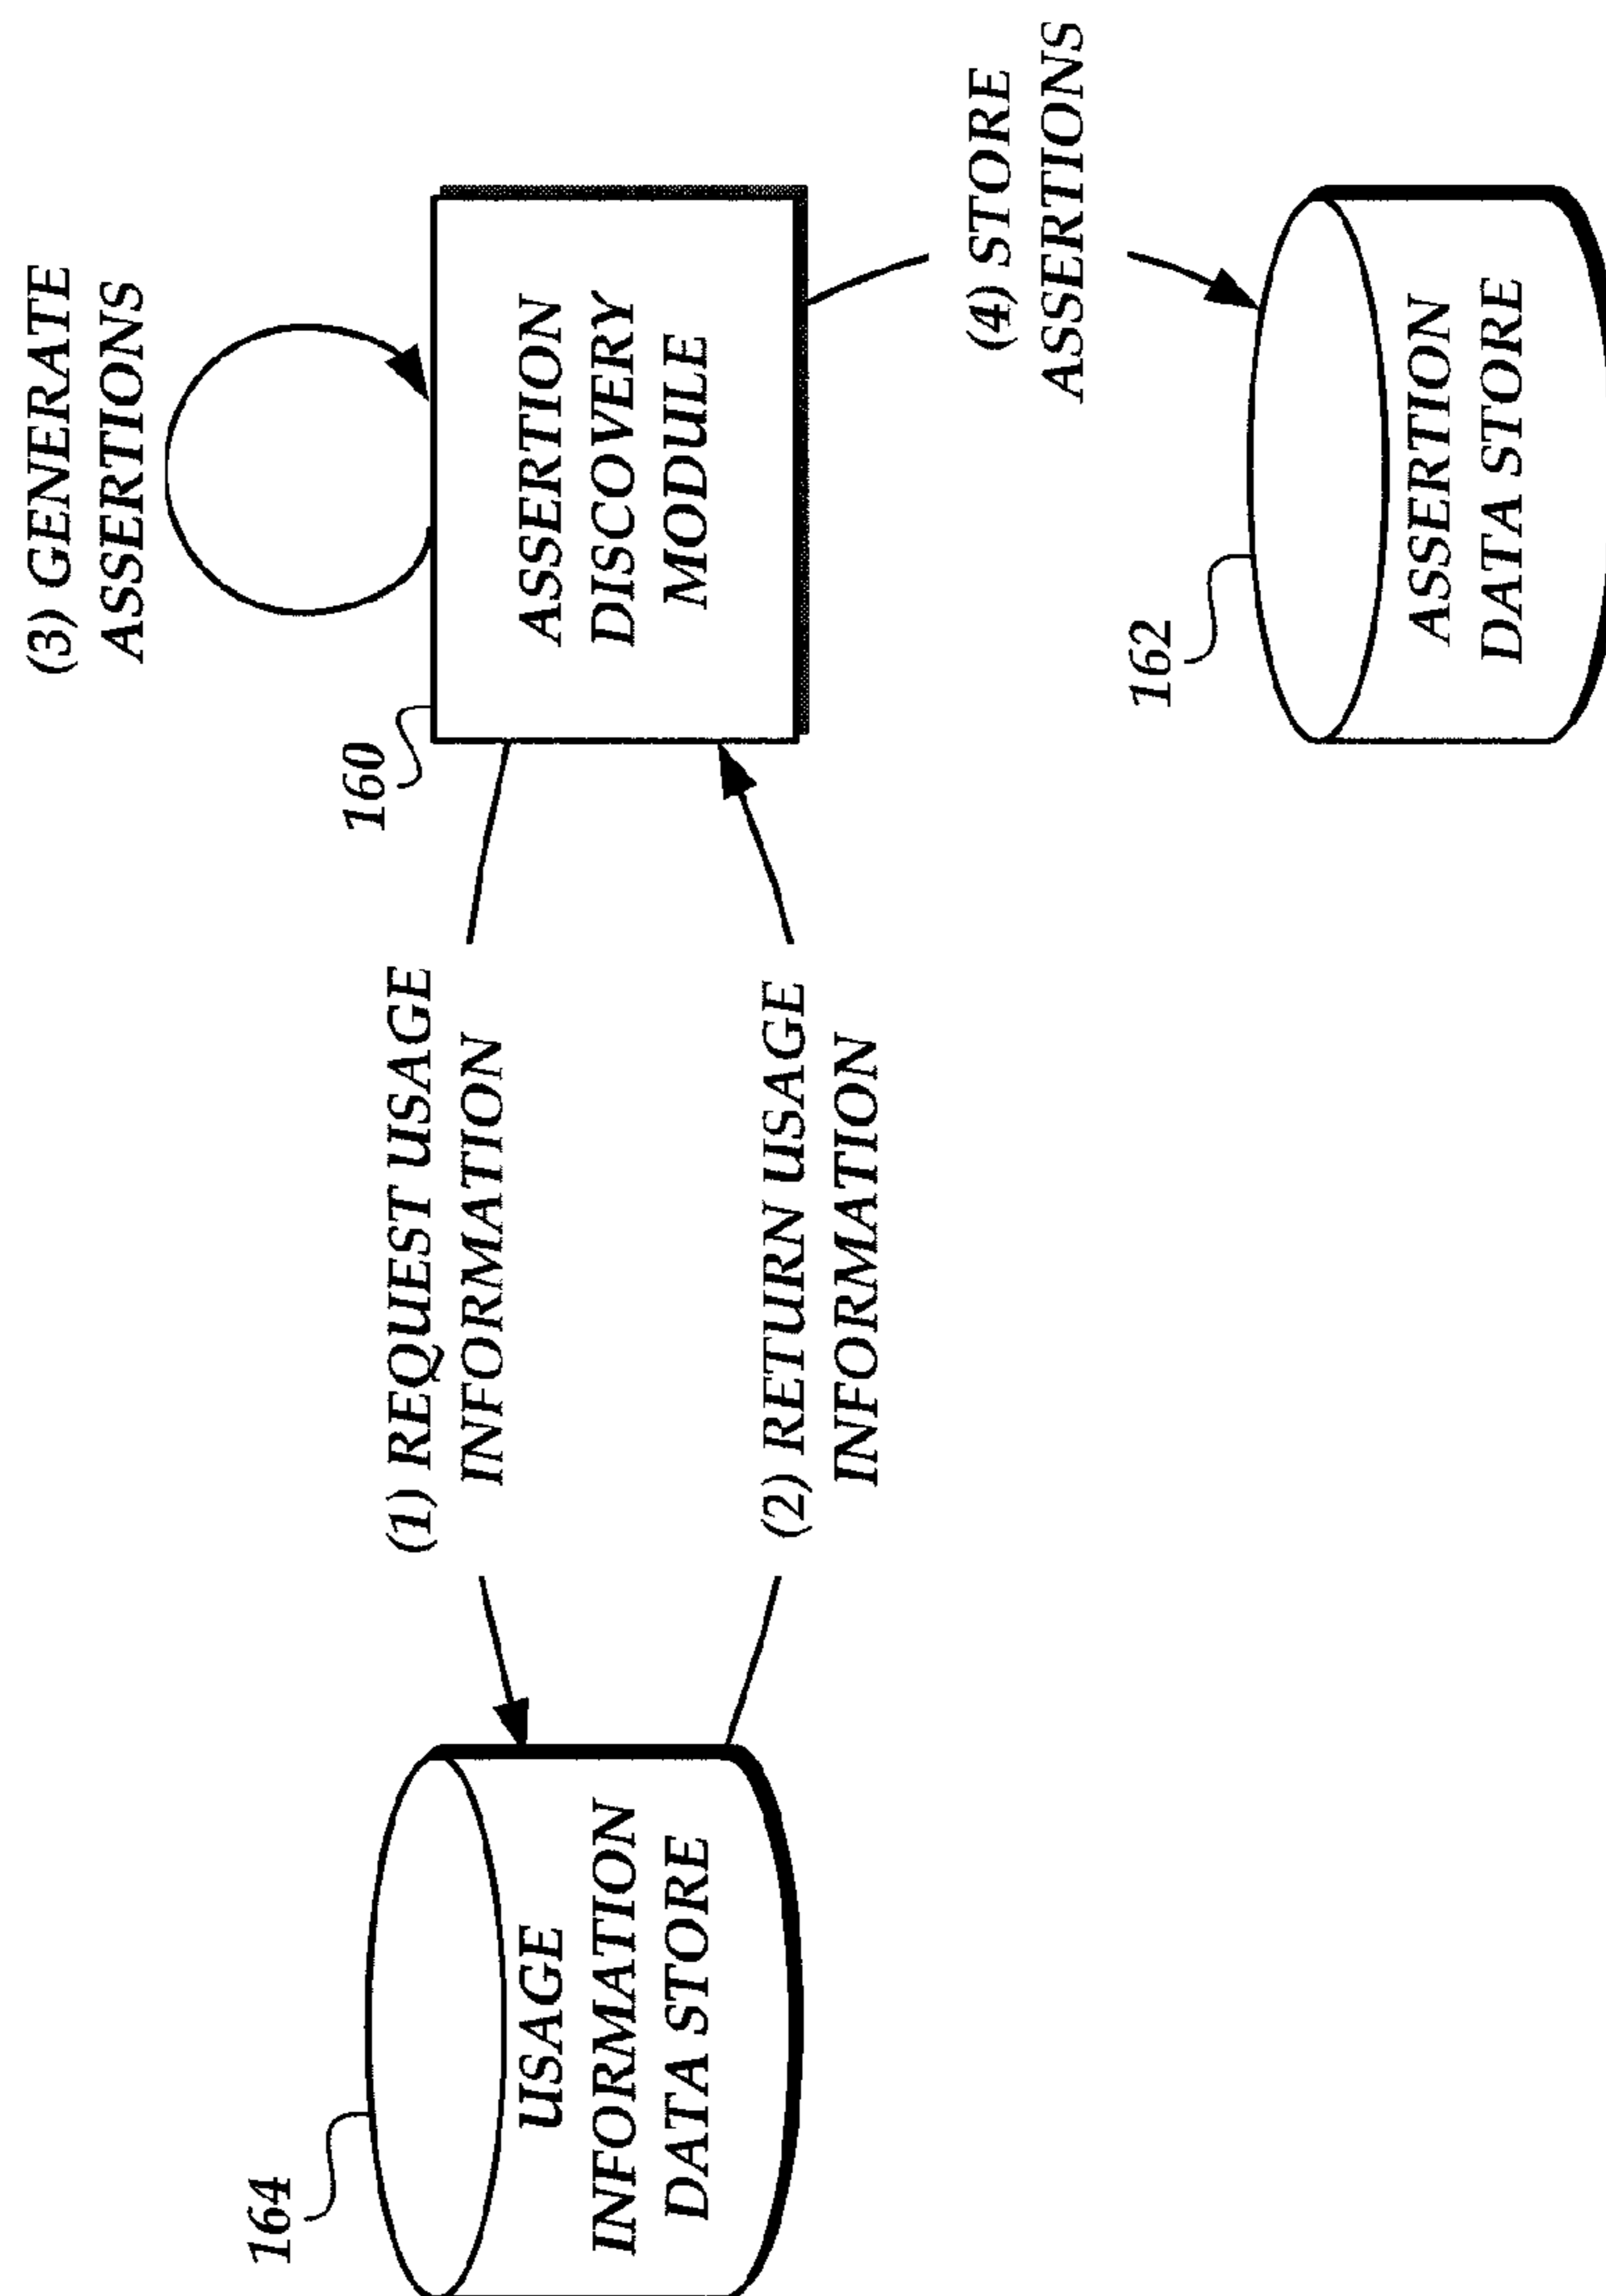 (3) GENERATE
ASSERTIONS
164
(1) REQUEST USAGE
INFORMATION
160
USAGE
INFORMATION
DATA STORE
ASSERTION
DISCOVERY
MODULE
(2) RETURN USAGE
INFORMATION
(4) STORE
ASSERTIONS
162
ASSERTION
DATA STORE